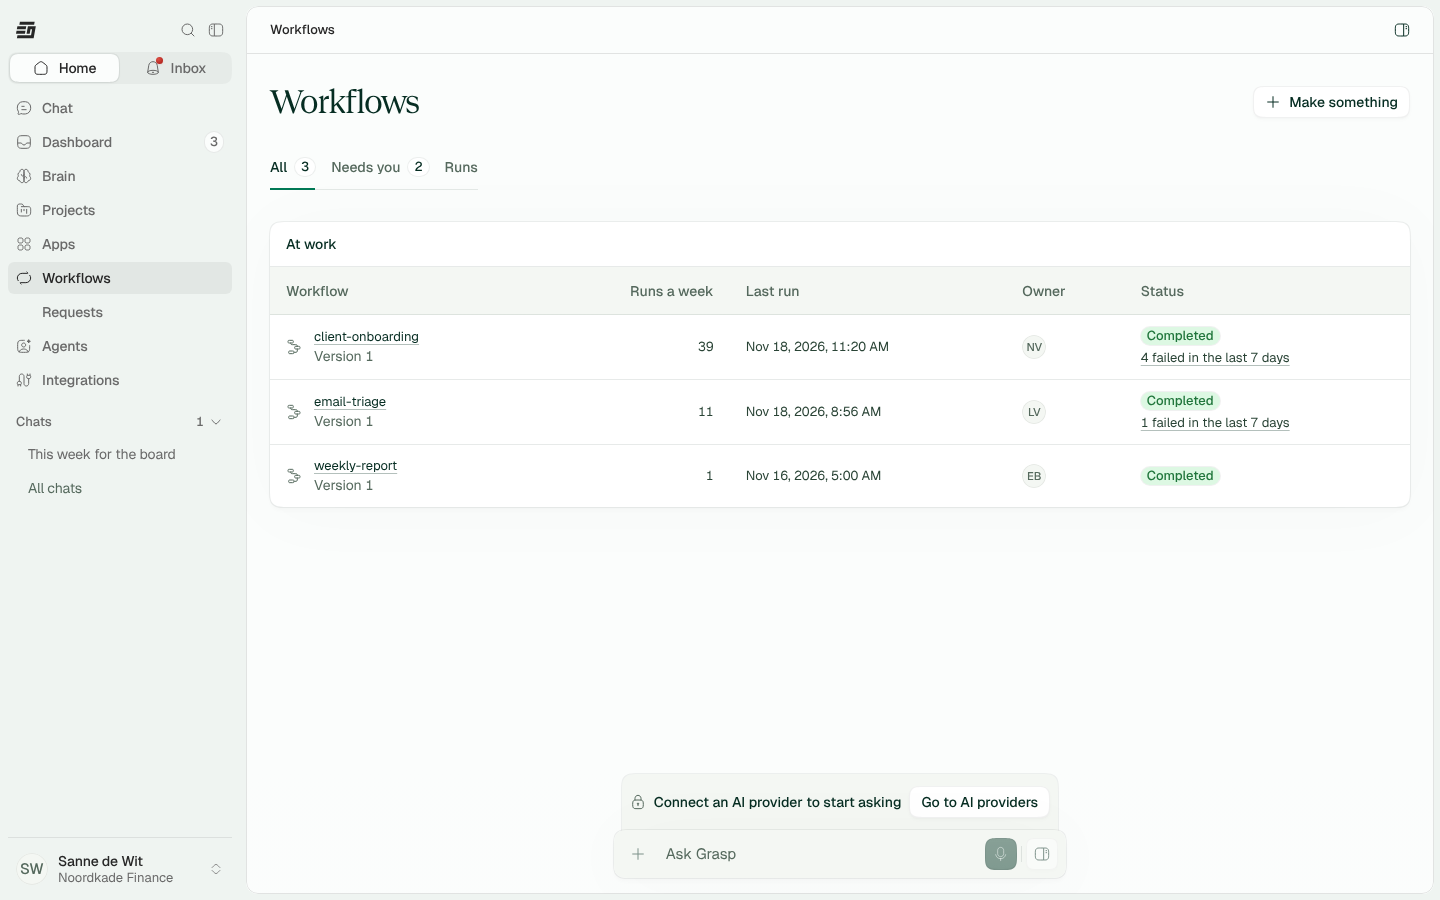 Workflows
Home
Inbox
Chat
Dashboard 3
Brain
Projects
Apps
Workflows
Requests
Agents
Integrations
Chats 1
This week for the board
All chats
SW
Sanne de Wit
Noordkade Finance
Workflows
Make something
All 3 Needs you 2 Runs
At work
Workflow Runs a week Last run Owner Status
client-onboarding
Version 1
39 Nov 18, 2026, 11:20 AM NV
Completed
4 failed in the last 7 days
email-triage
Version 1
11 Nov 18, 2026, 8:56 AM LV
Completed
1 failed in the last 7 days
weekly-report
Version 1
1 Nov 16, 2026, 5:00 AM EB Completed
Connect an AI provider to start asking Go to AI providers
Ask Grasp